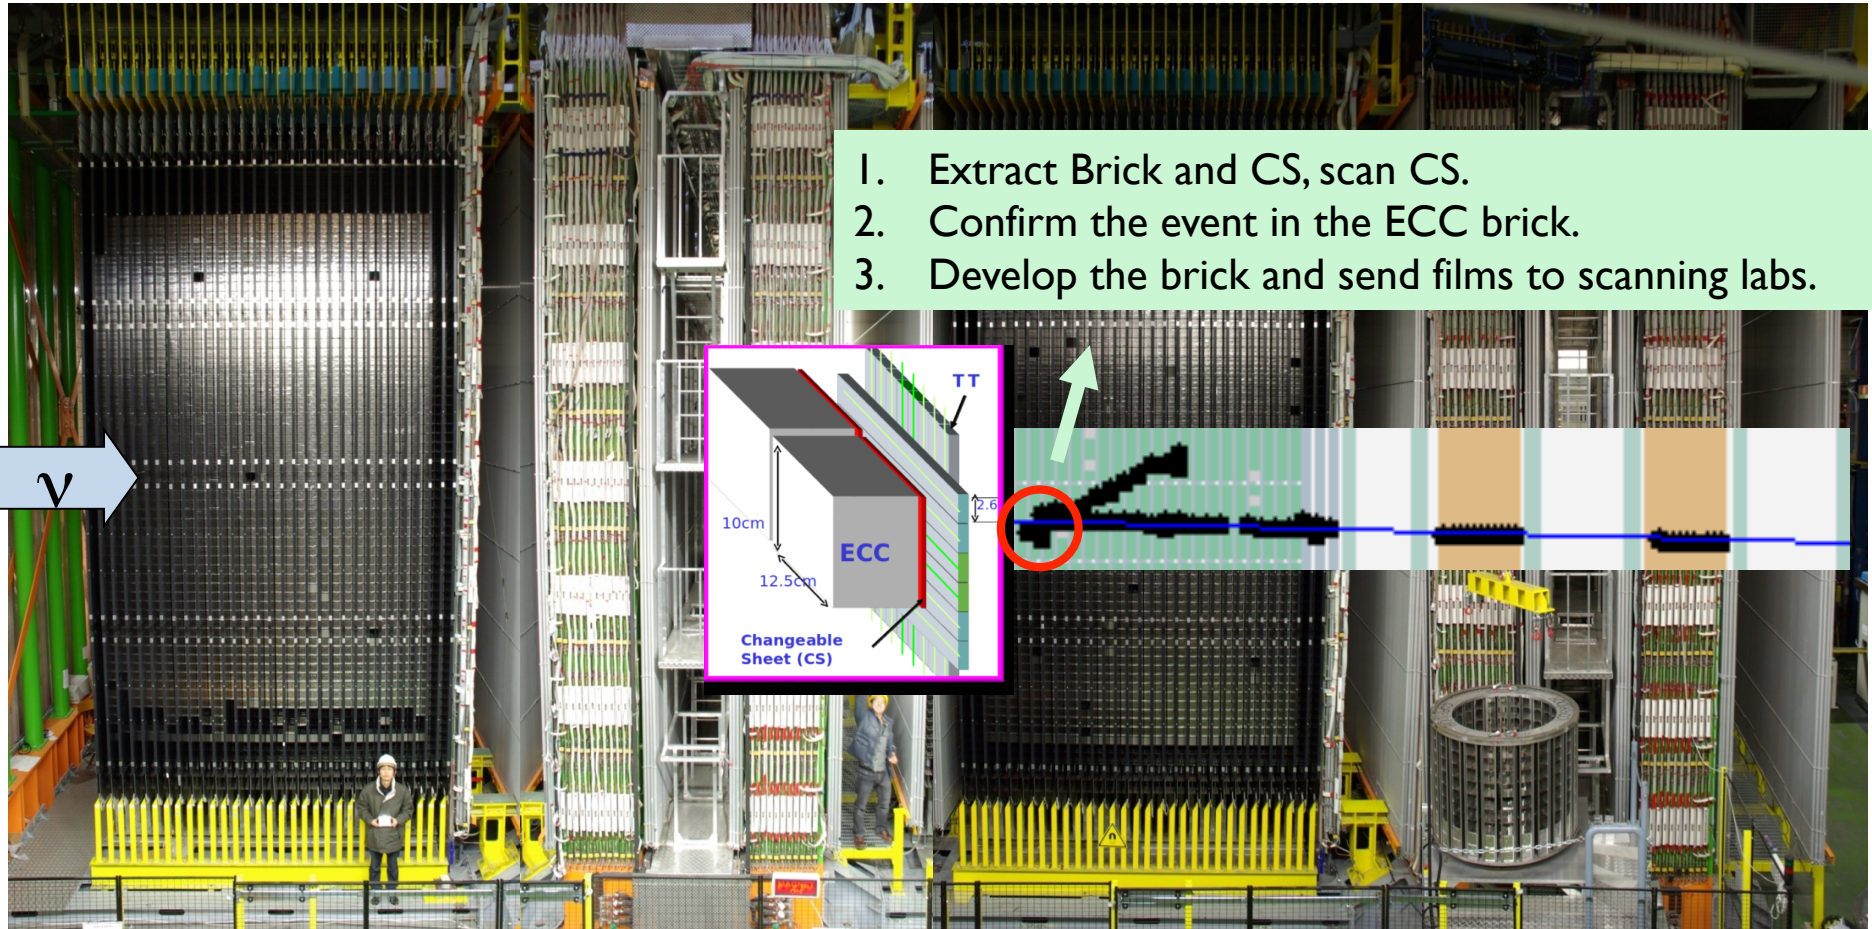 1. Extract Brick and CS, scan CS.
2. Confirm the event in the ECC brick.
3. Develop the brick and send films to scanning labs.
TT
ν
2.6
10cm
ECC
12.5cm
Changeable
Sheet (CS)